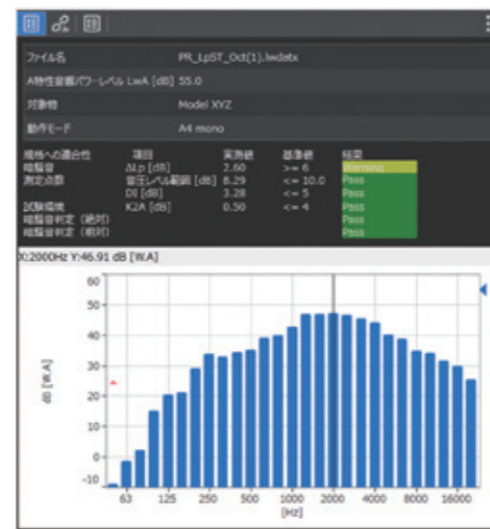 ファイル名 PR_LpST_Oct(1).lwdatx
A特性音響パワーレベル LwA [dB] 55.0
対象物 Model XYZ
動作モード A4 mono
規格への適合性 項目 実測値 基準値 結果
暗騒音 ΔLp [dB] 2.60 >= 6 Warning
測定点数 音圧レベル範囲 [dB] 8.29 <= 10.0 Pass
DI [dB] 3.28 <= 5 Pass
試験環境 K2A [dB] 0.50 <= 4 Pass
暗騒音判定 (絶対) Pass
暗騒音判定 (相対) Pass
X:2000Hz Y:46.91 dB [W.A]
60
50
40
30
20
10
0
-10
dB [W.A]
63 125 250 500 1000 2000 4000 8000 16000
[Hz]